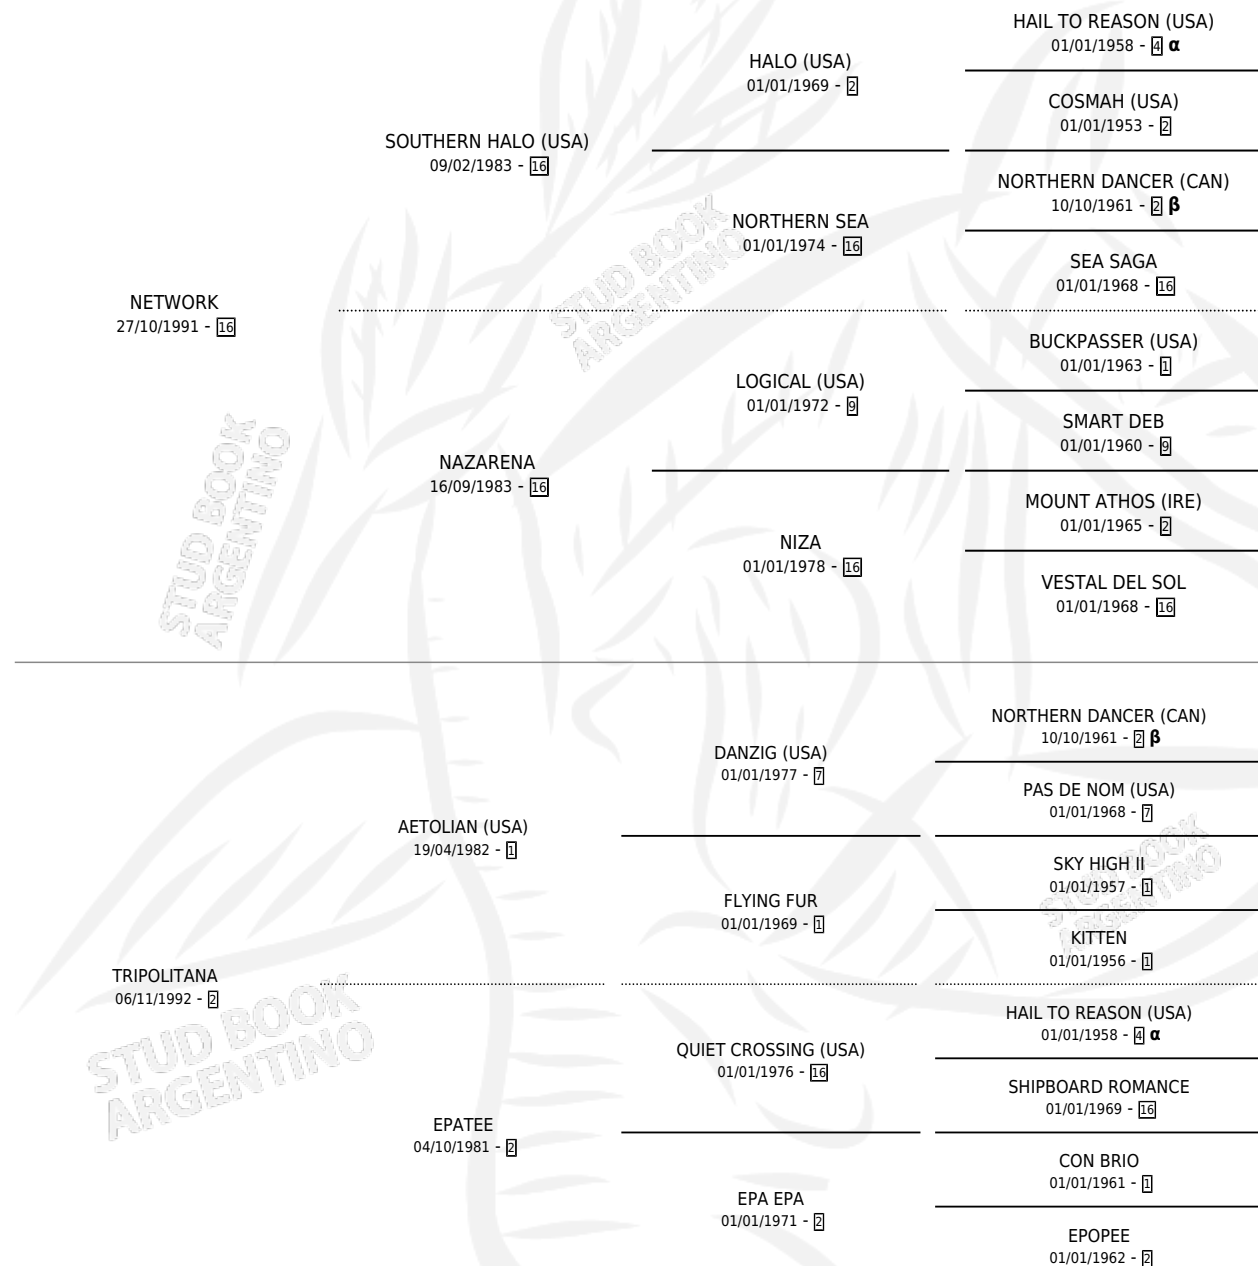 HAIL TO REASON (USA)
01/01/1958 - 4 α
HALO (USA)
01/01/1969 - 2
COSMAH (USA)
01/01/1953 - 2
SOUTHERN HALO (USA)
09/02/1983 - 16
NORTHERN DANCER (CAN)
10/10/1961 - 2 β
NORTHERN SEA
01/01/1974 - 16
SEA SAGA
01/01/1968 - 16
NETWORK
27/10/1991 - 16
BUCKPASSER (USA)
01/01/1963 - 1
LOGICAL (USA)
01/01/1972 - 9
SMART DEB
01/01/1960 - 9
NAZARENA
16/09/1983 - 16
MOUNT ATHOS (IRE)
01/01/1965 - 2
NIZA
01/01/1978 - 16
VESTAL DEL SOL
01/01/1968 - 16
NORTHERN DANCER (CAN)
10/10/1961 - 2 β
DANZIG (USA)
01/01/1977 - 7
PAS DE NOM (USA)
01/01/1968 - 7
AETOLIAN (USA)
19/04/1982 - 1
SKY HIGH II
01/01/1957 - 1
FLYING FUR
01/01/1969 - 1
KITTEN
01/01/1956 - 1
TRIPOLITANA
06/11/1992 - 2
HAIL TO REASON (USA)
01/01/1958 - 4 α
QUIET CROSSING (USA)
01/01/1976 - 16
SHIPBOARD ROMANCE
01/01/1969 - 16
EPATEE
04/10/1981 - 2
CON BRIO
01/01/1961 - 1
EPA EPA
01/01/1971 - 2
EPOPEE
01/01/1962 - 2
STUD BOOK
ARGENTINO
STUD BOOK
ARGENTINO
STUD BOOK
ARGENTINO
STUD BOOK
ARGENTINO